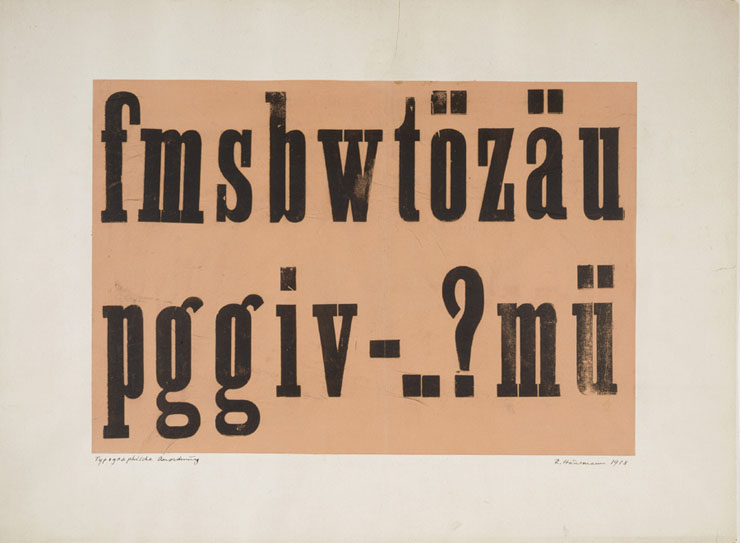 fmsbwtözäu
pggiv-..?mü
Typographische Anordnung
R. Hausmann 1918